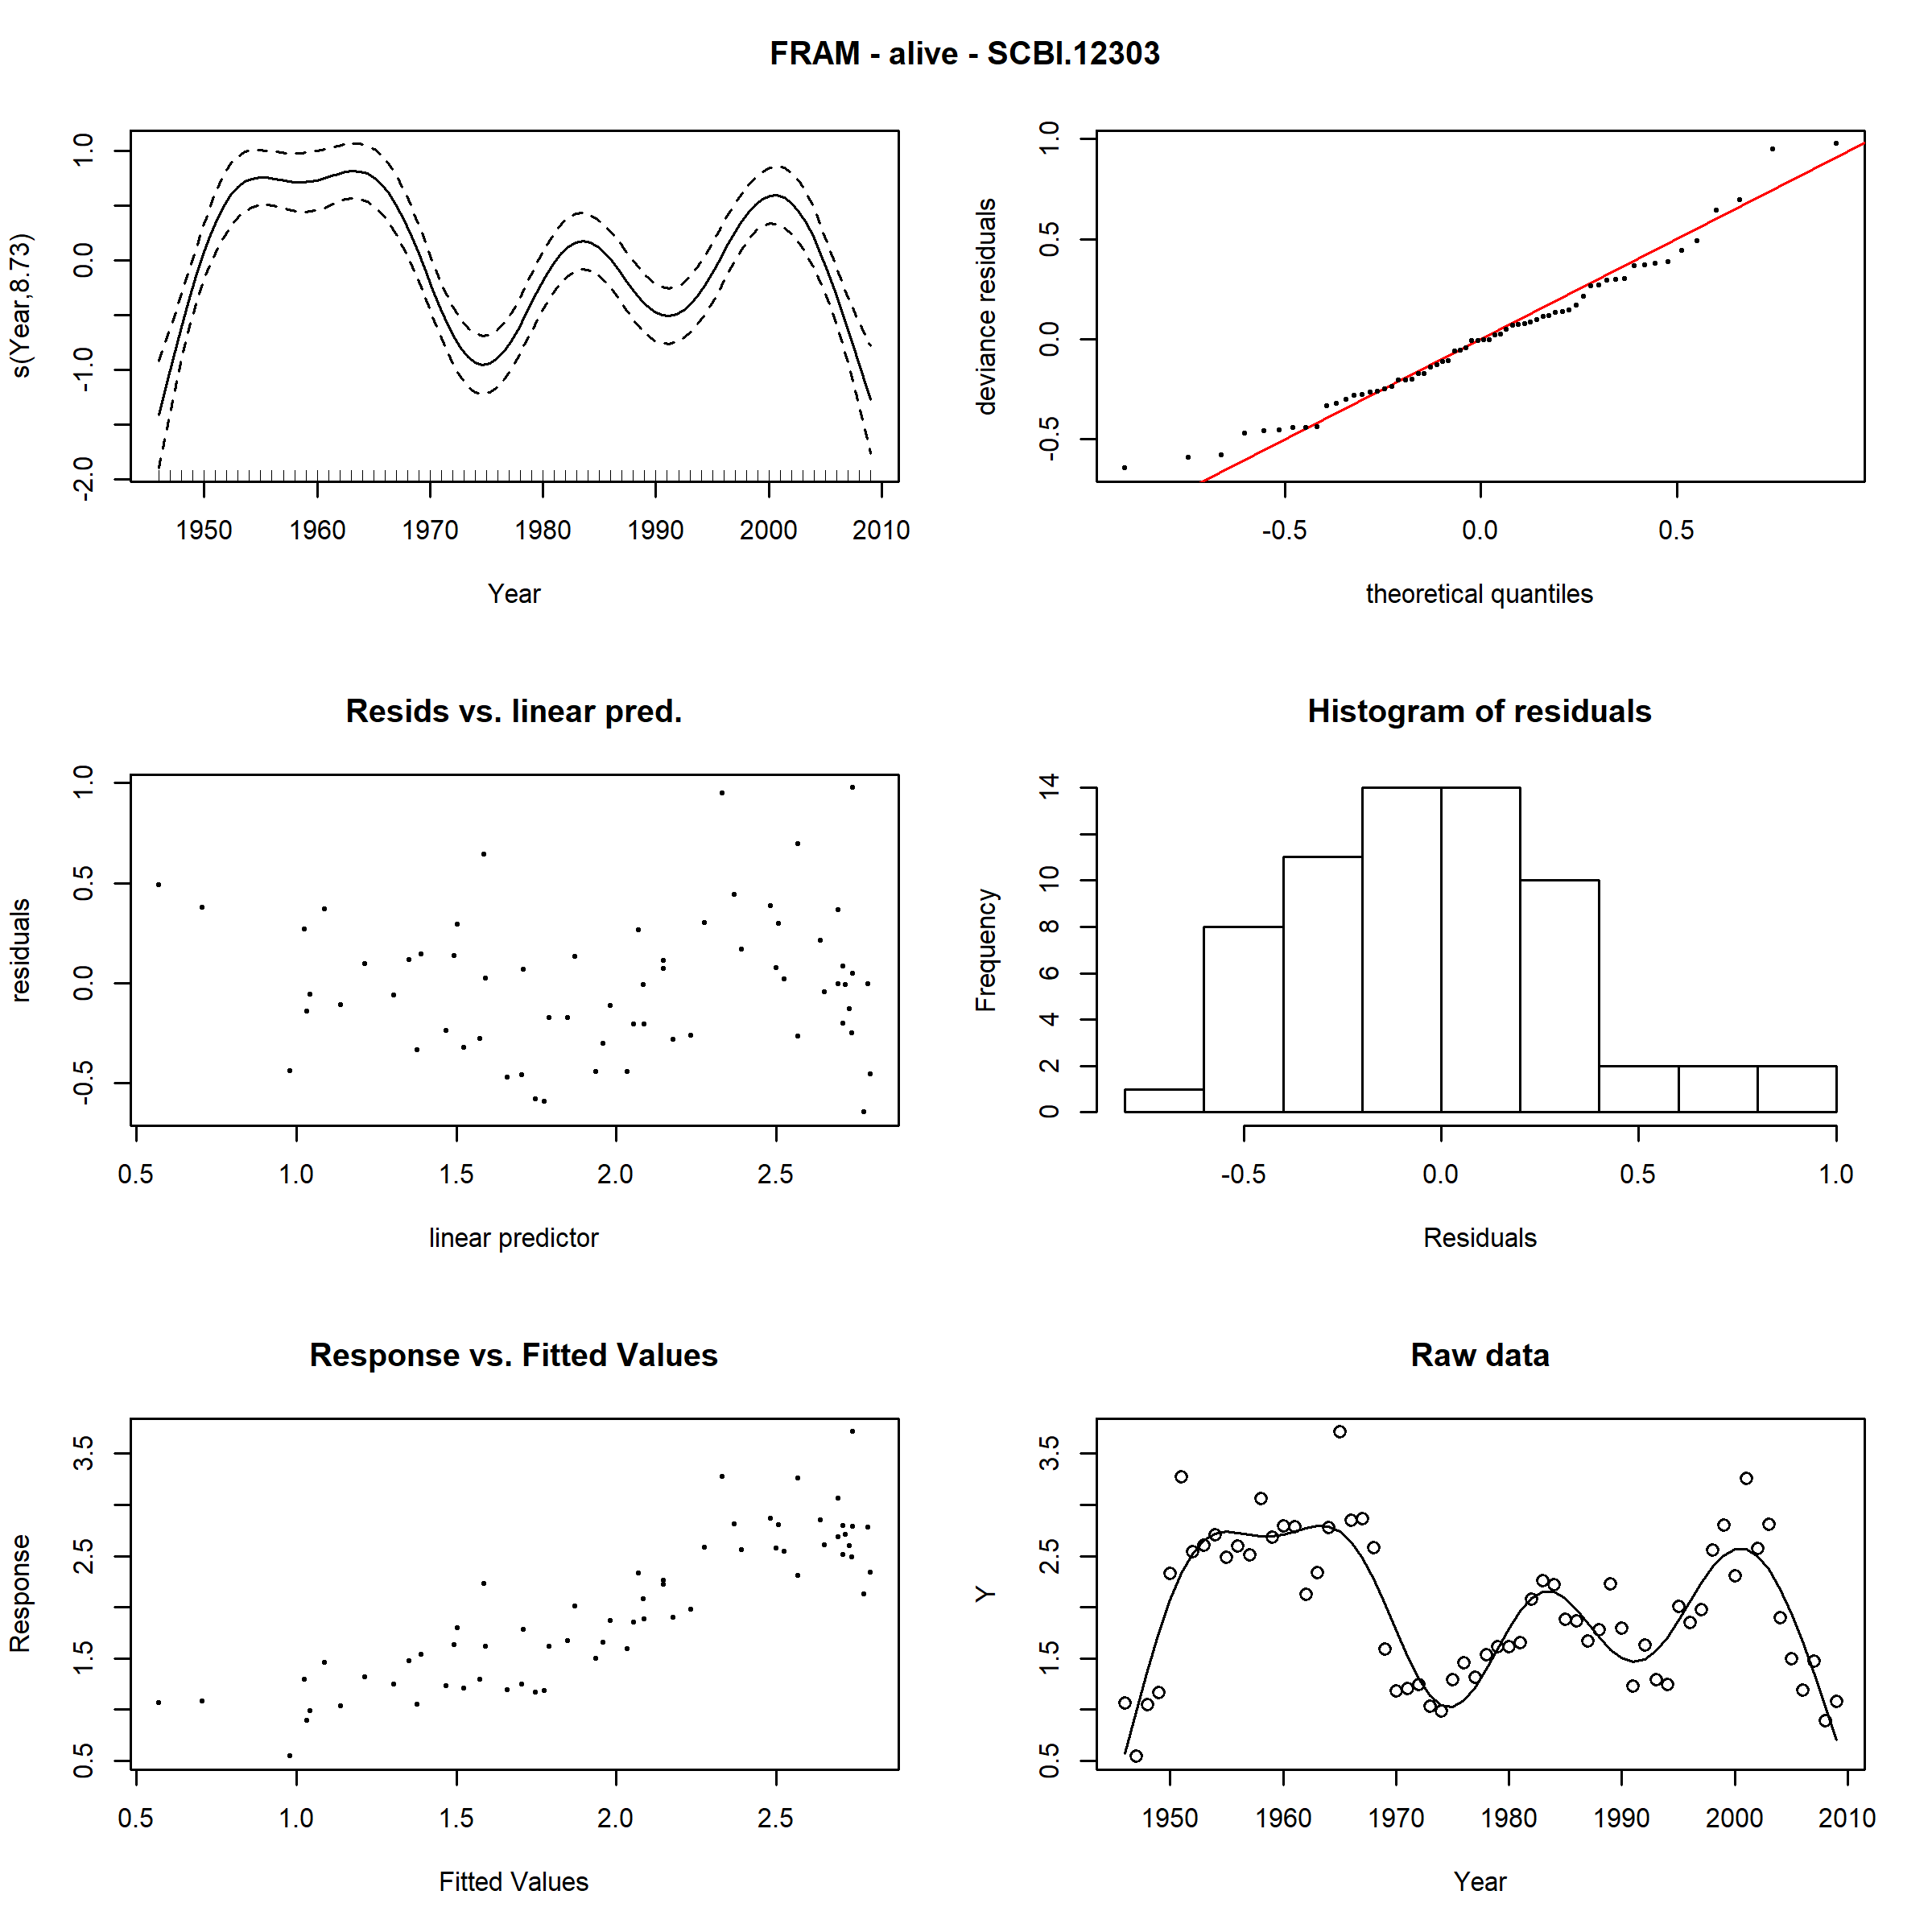 FRAM - alive - SCBI.12303
s(Year,8.73)
1.0
0.0
-1.0
-2.0
1950 1960 1970 1980 1990 2000 2010
Year
deviance residuals
1.0
0.5
0.0
-0.5
-0.5 0.0 0.5
theoretical quantiles
Resids vs. linear pred.
residuals
1.0
0.5
0.0
-0.5
0.5 1.0 1.5 2.0 2.5
linear predictor
Histogram of residuals
Frequency
14
10
8
6
4
2
0
-0.5 0.0 0.5 1.0
Residuals
Response vs. Fitted Values
Response
3.5
2.5
1.5
0.5
0.5 1.0 1.5 2.0 2.5
Fitted Values
Raw data
Y
3.5
2.5
1.5
0.5
1950 1960 1970 1980 1990 2000 2010
Year